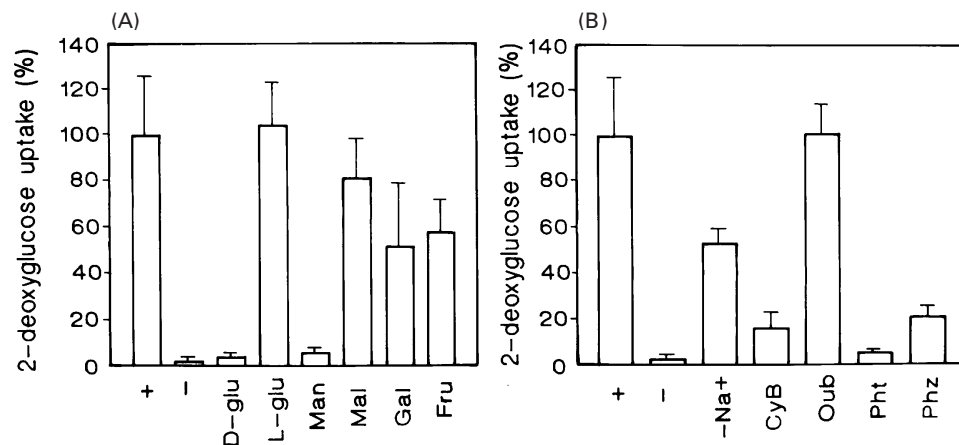 (A)
2-deoxyglucose uptake (%)
140
120
100
80
60
40
20
0
+
-
D-glu
L-glu
Man
Mal
Gal
Fru
(B)
2-deoxyglucose uptake (%)
140
120
100
80
60
40
20
0
+
-
-Na+
CyB
Oub
Pht
Phz